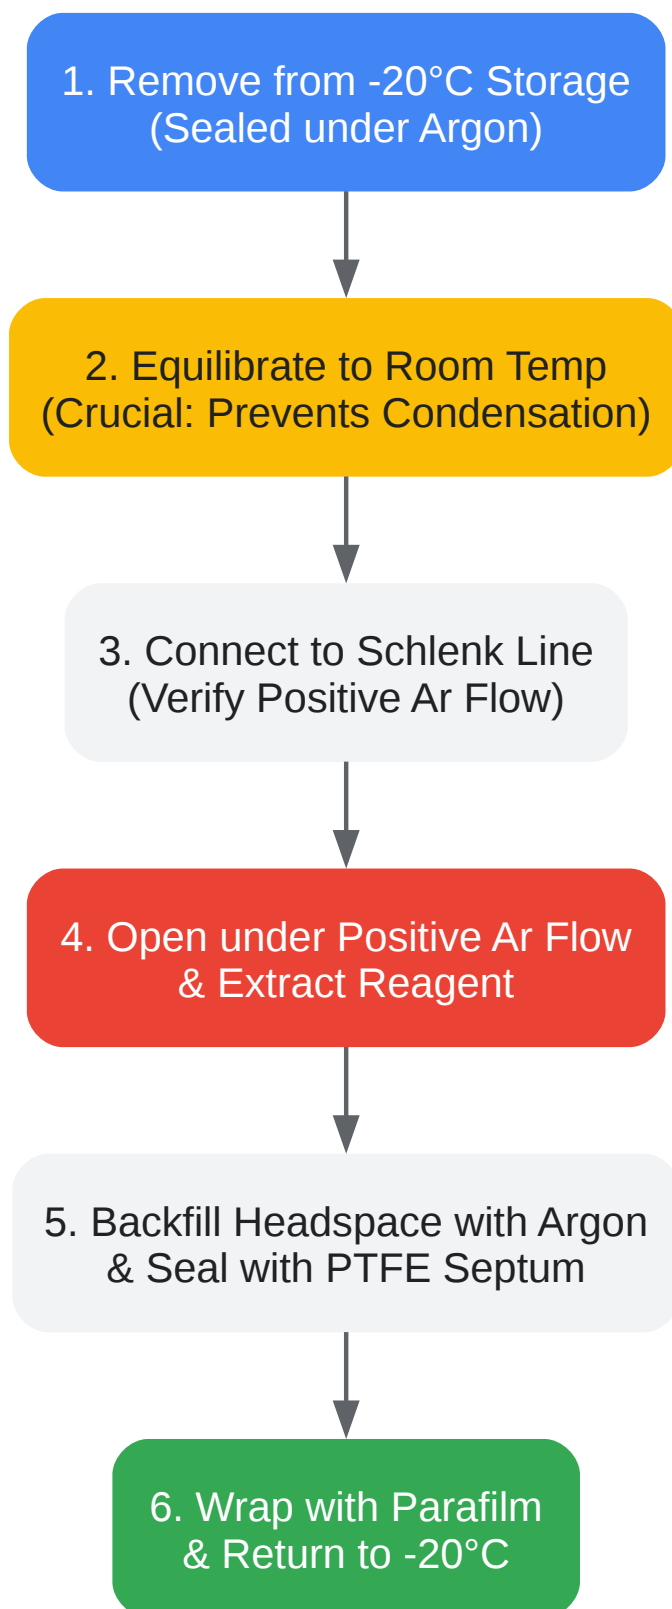 1. Remove from -20°C Storage
(Sealed under Argon)
2. Equilibrate to Room Temp
(Crucial: Prevents Condensation)
3. Connect to Schlenk Line
(Verify Positive Ar Flow)
4. Open under Positive Ar Flow
& Extract Reagent
5. Backfill Headspace with Argon
& Seal with PTFE Septum
6. Wrap with Parafilm
& Return to -20°C